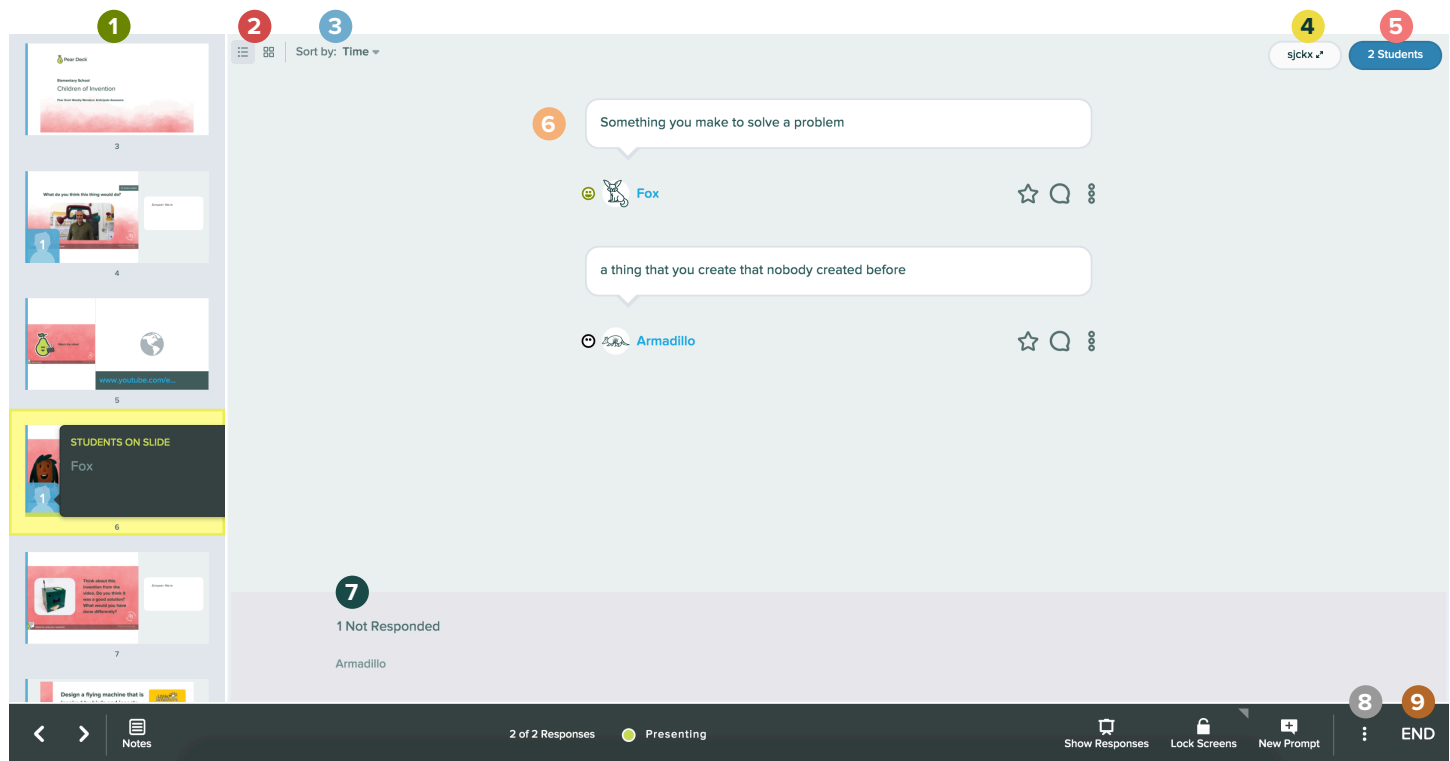 1
2
3
4
5
Sort by: Time
sjckx
2 Students
Pear Deck
Elementary School
Children of Invention
3
What do you think this thing would do?
1
4
www.youtube.com/e...
5
STUDENTS ON SLIDE
Fox
1
6
Think about this
invention from the
video. Do you think it
was a good solution?
What would you have
done differently?
7
Design a flying machine that is
6
Something you make to solve a problem
Fox
a thing that you create that nobody created before
Armadillo
7
1 Not Responded
Armadillo
8
9
Notes
2 of 2 Responses
Presenting
Show Responses
Lock Screens
New Prompt
END